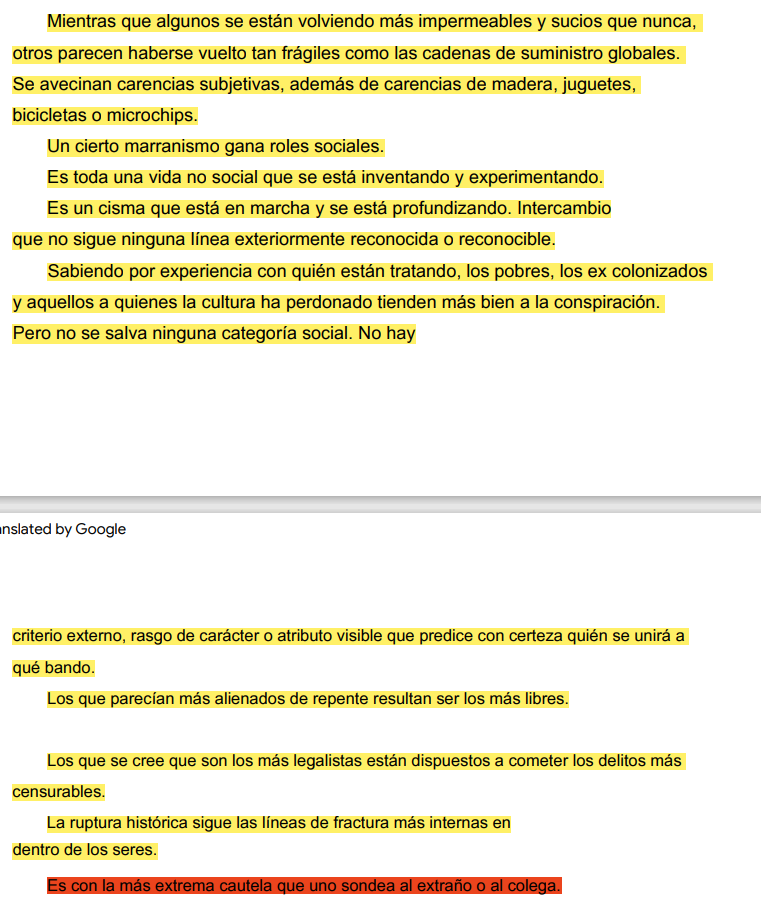 Mientras que algunos se están volviendo más impermeables y sucios que nunca,
otros parecen haberse vuelto tan frágiles como las cadenas de suministro globales.
Se avecinan carencias subjetivas, además de carencias de madera, juguetes,
bicicletas o microchips.
Un cierto marranismo gana roles sociales.
Es toda una vida no social que se está inventando y experimentando.
Es un cisma que está en marcha y se está profundizando. Intercambio
que no sigue ninguna línea exteriormente reconocida o reconocible.
Sabiendo por experiencia con quién están tratando, los pobres, los ex colonizados
y aquellos a quienes la cultura ha perdonado tienden más bien a la conspiración.
Pero no se salva ninguna categoría social. No hay
anslated by Google
criterio externo, rasgo de carácter o atributo visible que predice con certeza quién se unirá a
qué bando.
Los que parecían más alienados de repente resultan ser los más libres.
Los que se cree que son los más legalistas están dispuestos a cometer los delitos más
censurables.
La ruptura histórica sigue las líneas de fractura más internas en
dentro de los seres.
Es con la más extrema cautela que uno sondea al extraño o al colega.